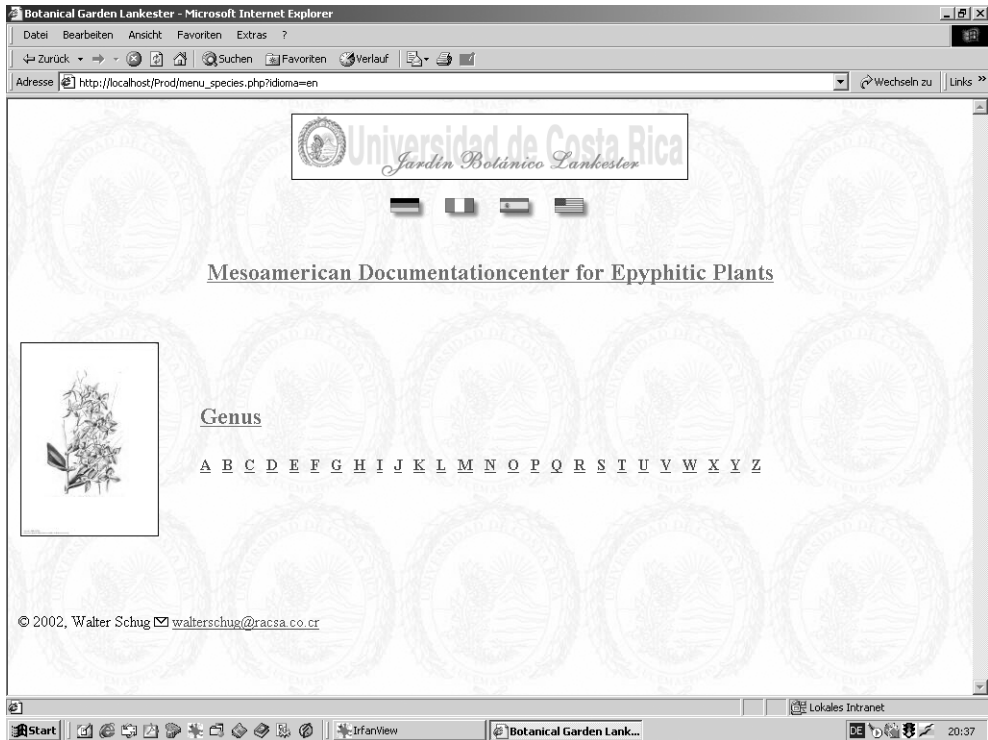 Botanical Garden Lankester - Microsoft Internet Explorer
Datei Bearbeiten Ansicht Favoriten Extras ?
Zurück Suchen Favoriten Verlauf
Adresse http://localhost/Prod/menu_species.php?idioma=en Wechseln zu Links »
Universidad de Costa Rica
Jardín Botánico Lankester
Mesoamerican Documentationcenter for Epyphitic Plants
Genus
A B C D E F G H I J K L M N O P Q R S T U V W X Y Z
© 2002, Walter Schug walterschug@racsa.co.cr
Lokales Intranet
Start IrfanView Botanical Garden Lank... DE 20:37